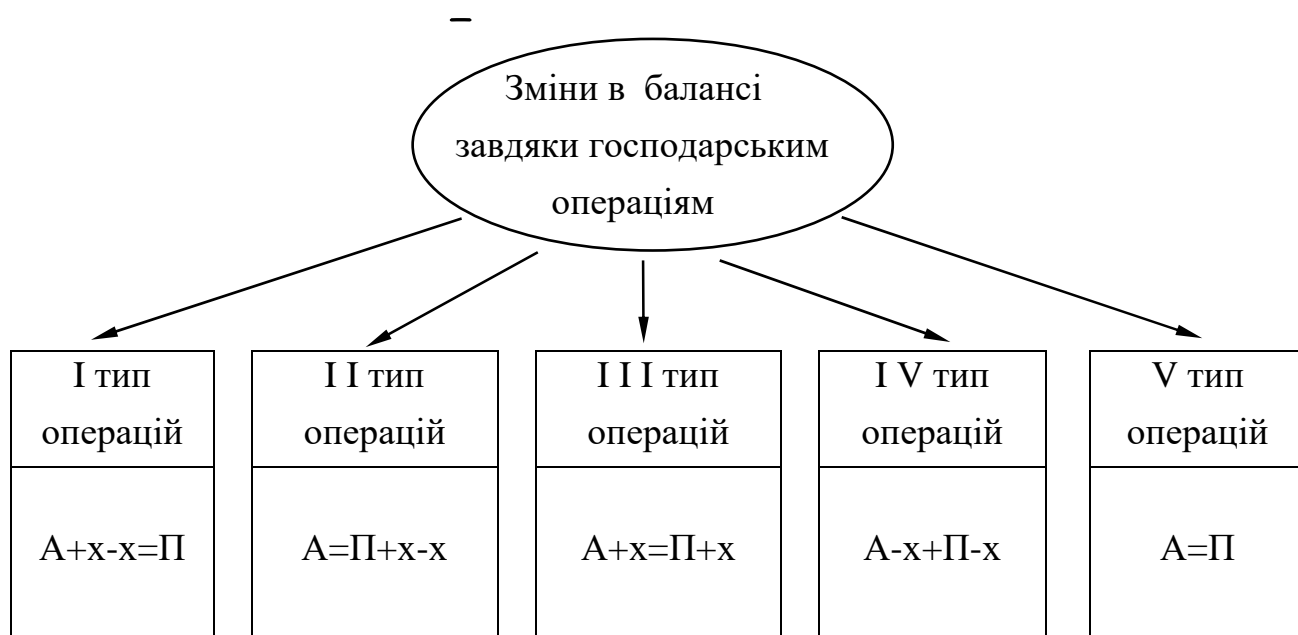 Зміни в балансі
завдяки господарським
операціям
I тип
операцій
А+х-х=П
I I тип
операцій
А=П+х-х
I I I тип
операцій
А+х=П+х
I V тип
операцій
А-х+П-х
V тип
операцій
А=П